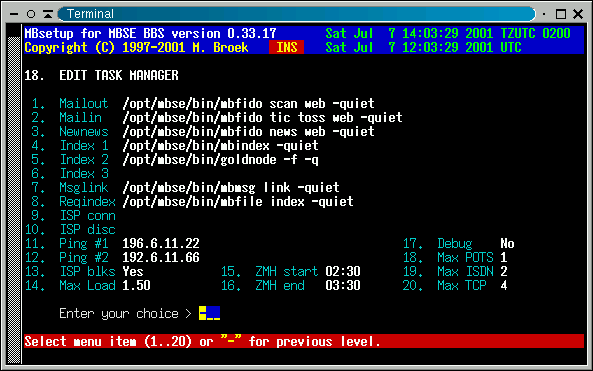 Terminal
MBsetup for MBSE BBS version 0.33.17 Sat Jul 7 14:03:29 2001 TZUTC 0200
Copyright (C) 1997-2001 M. Broek INS Sat Jul 7 12:03:29 2001 UTC
18. EDIT TASK MANAGER
1. Mailout /opt/mbse/bin/mbfido scan web -quiet
2. Mailin /opt/mbse/bin/mbfido tic toss web -quiet
3. Newnews /opt/mbse/bin/mbfido news web -quiet
4. Index 1 /opt/mbse/bin/mbindex -quiet
5. Index 2 /opt/mbse/bin/goldnode -f -q
6. Index 3
7. Msglink /opt/mbse/bin/mbmsg link -quiet
8. Reqindex /opt/mbse/bin/mbfile index -quiet
9. ISP conn
10. ISP disc
11. Ping #1 196.6.11.22 17. Debug No
12. Ping #2 192.6.11.66 18. Max POTS 1
13. ISP blks Yes 15. ZMH start 02:30 19. Max ISDN 2
14. Max Load 1.50 16. ZMH end 03:30 20. Max TCP 4
Enter your choice > -__
Select menu item (1..20) or "-" for previous level.